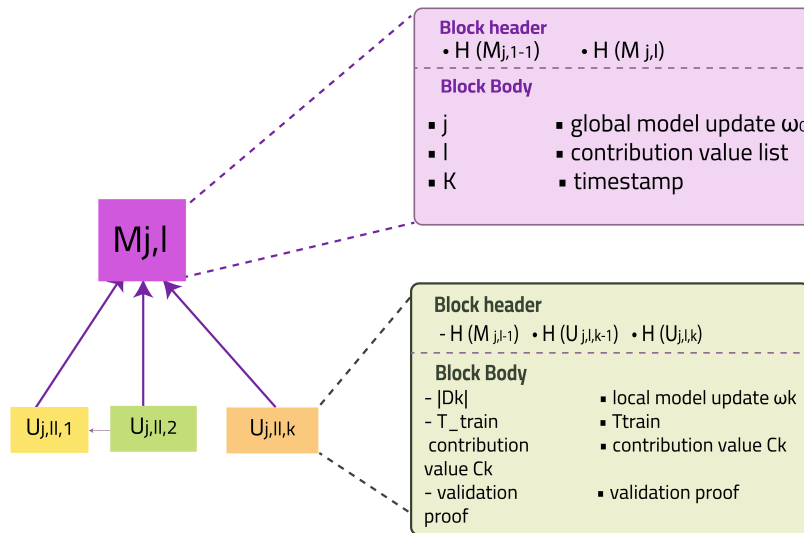 Block header
• H (Mj,1-1) • H (M j,l)
Block Body
▪ j ▪ global model update ω
▪ l ▪ contribution value list
▪ K ▪ timestamp
Mj,l
Block header
- H (M j,l-1) • H (U j,l,k-1) • H (Uj,l,k)
Block Body
- |Dk| ▪ local model update ωk
- T_train ▪ Ttrain
contribution ▪ contribution value Ck
value Ck
- validation ▪ validation proof
proof
Uj,ll,1
Uj,ll,2
Uj,ll,k